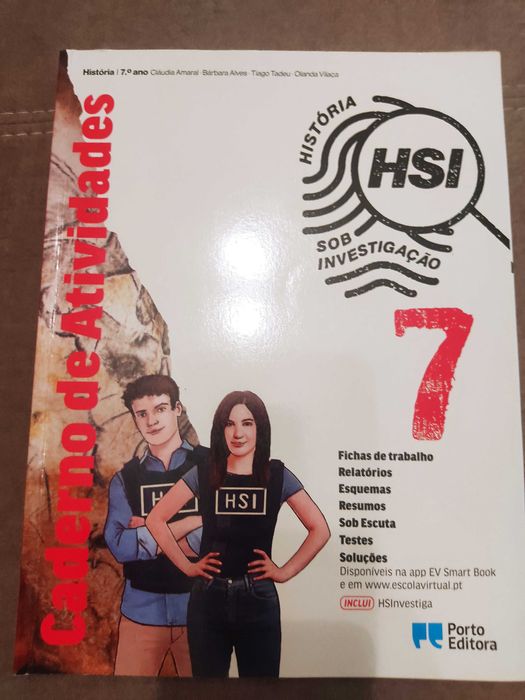 História | 7.º ano Cláudia Amaral · Bárbara Alves · Tiago Tadeu · Olanda Vilaça
Caderno de Atividades
HISTÓRIA
HSI
SOB
INVESTIGAÇÃO
7
Fichas de trabalho
Relatórios
Esquemas
Resumos
Sob Escuta
Testes
Soluções
Disponíveis na app EV Smart Book
e em www.escolavirtual.pt
INCLUI HSInvestiga
HSI
HSI
Porto
Editora